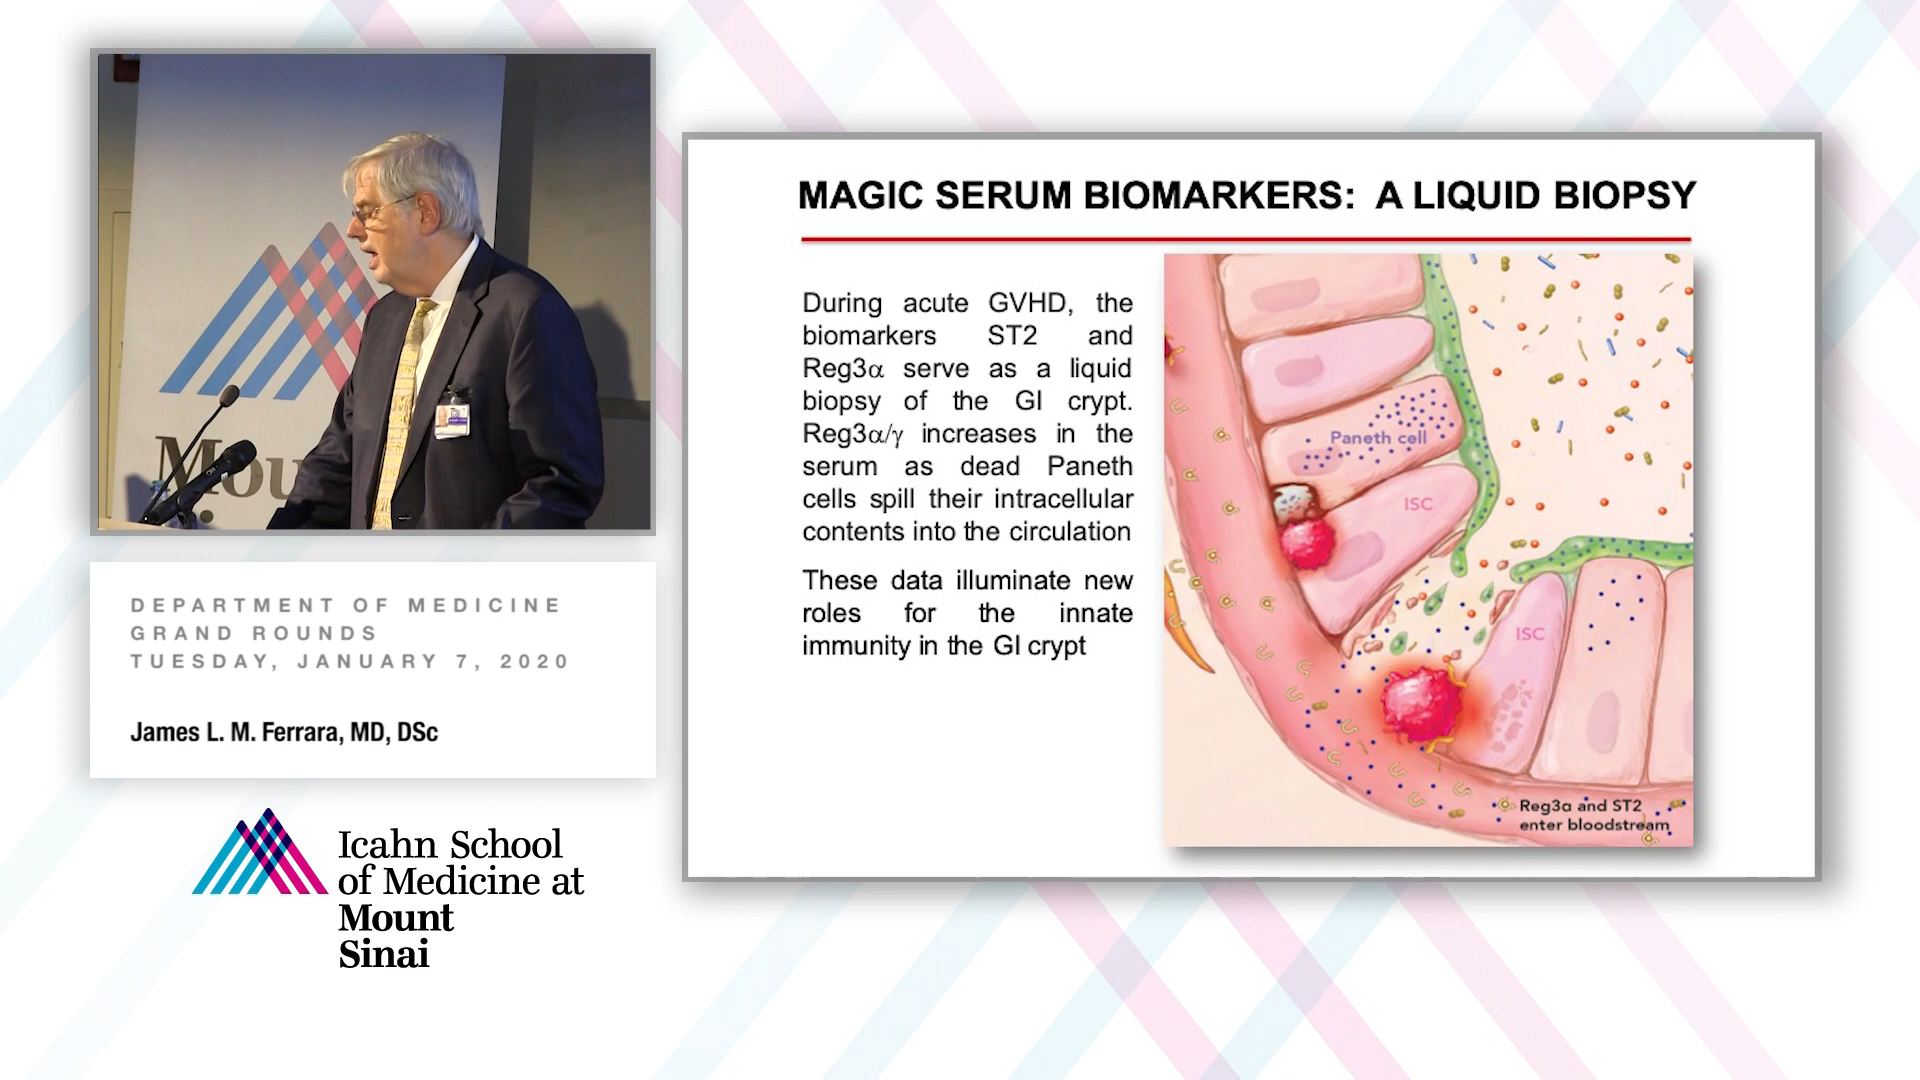 Mou
DEPARTMENT OF MEDICINE
GRAND ROUNDS
TUESDAY, JANUARY 7, 2020
James L. M. Ferrara, MD, DSc
Icahn School
of Medicine at
Mount
Sinai
MAGIC SERUM BIOMARKERS: A LIQUID BIOPSY
During acute GVHD, the
biomarkers ST2 and
Reg3α serve as a liquid
biopsy of the GI crypt.
Reg3α/γ increases in the
serum as dead Paneth
cells spill their intracellular
contents into the circulation
These data illuminate new
roles for the innate
immunity in the GI crypt
Paneth cell
ISC
ISC
Reg3α and ST2
enter bloodstream